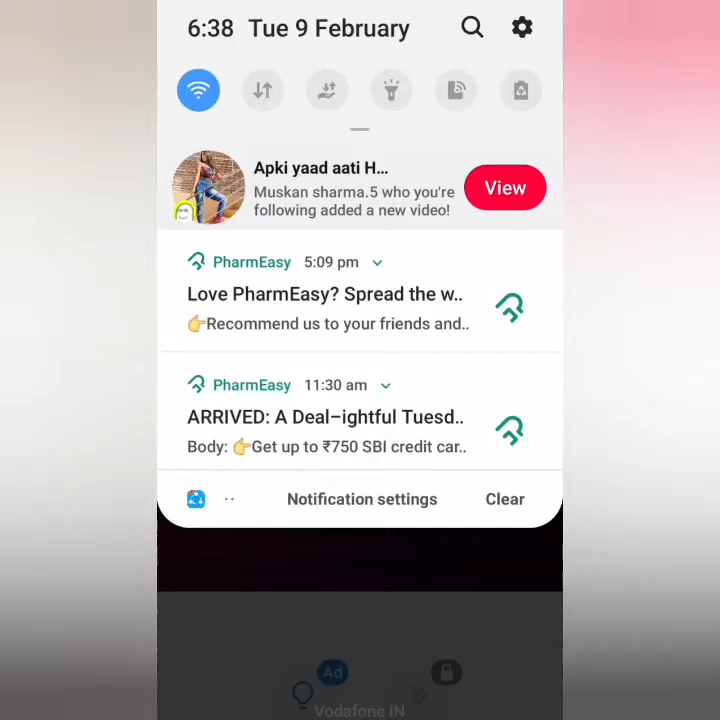 6:38 Tue 9 February
Apki yaad aati H...
Muskan sharma.5 who you're
following added a new video!
View
PharmEasy 5:09 pm
Love PharmEasy? Spread the w..
👉Recommend us to your friends and..
PharmEasy 11:30 am
ARRIVED: A Deal-ightful Tuesd..
Body: 👉Get up to ₹750 SBI credit car..
Notification settings Clear
Ad
Vodafone IN